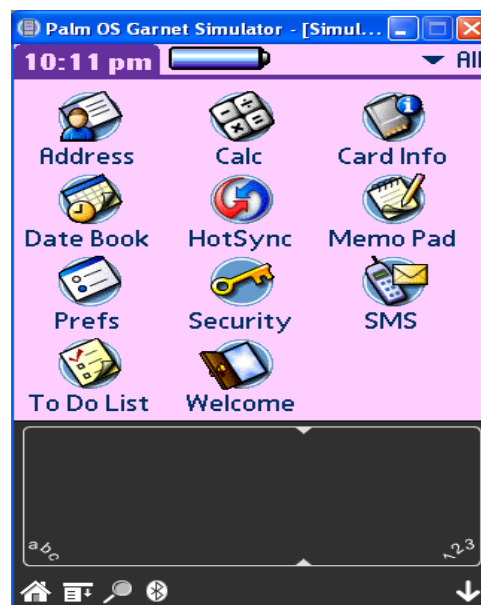 Palm OS Garnet Simulator - [Simul...
10:11 pm All
Address Calc Card Info
Date Book HotSync Memo Pad
Prefs Security SMS
To Do List Welcome
abc 123